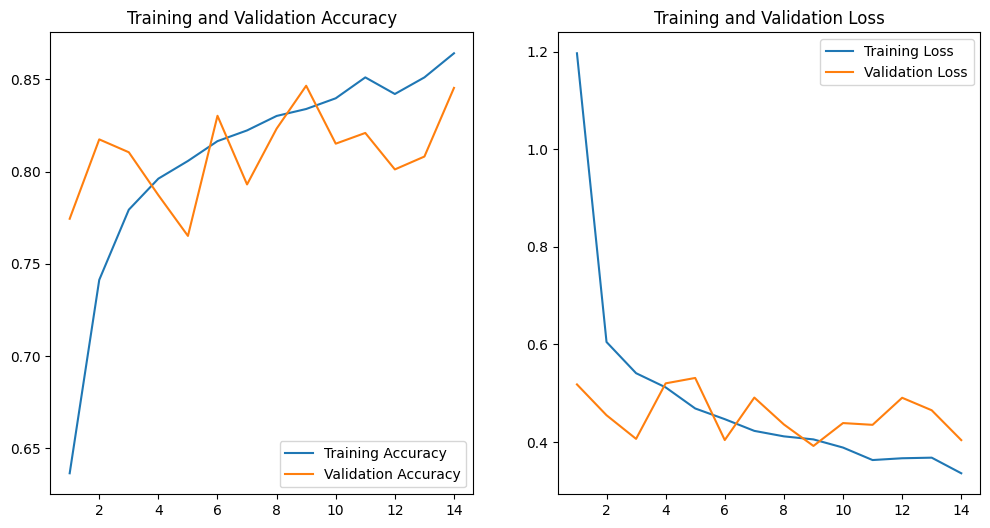 Training and Validation Accuracy
0.85
0.80
0.75
0.70
0.65
Training Accuracy
Validation Accuracy
2 4 6 8 10 12 14
Training and Validation Loss
1.2
1.0
0.8
0.6
0.4
Training Loss
Validation Loss
2 4 6 8 10 12 14